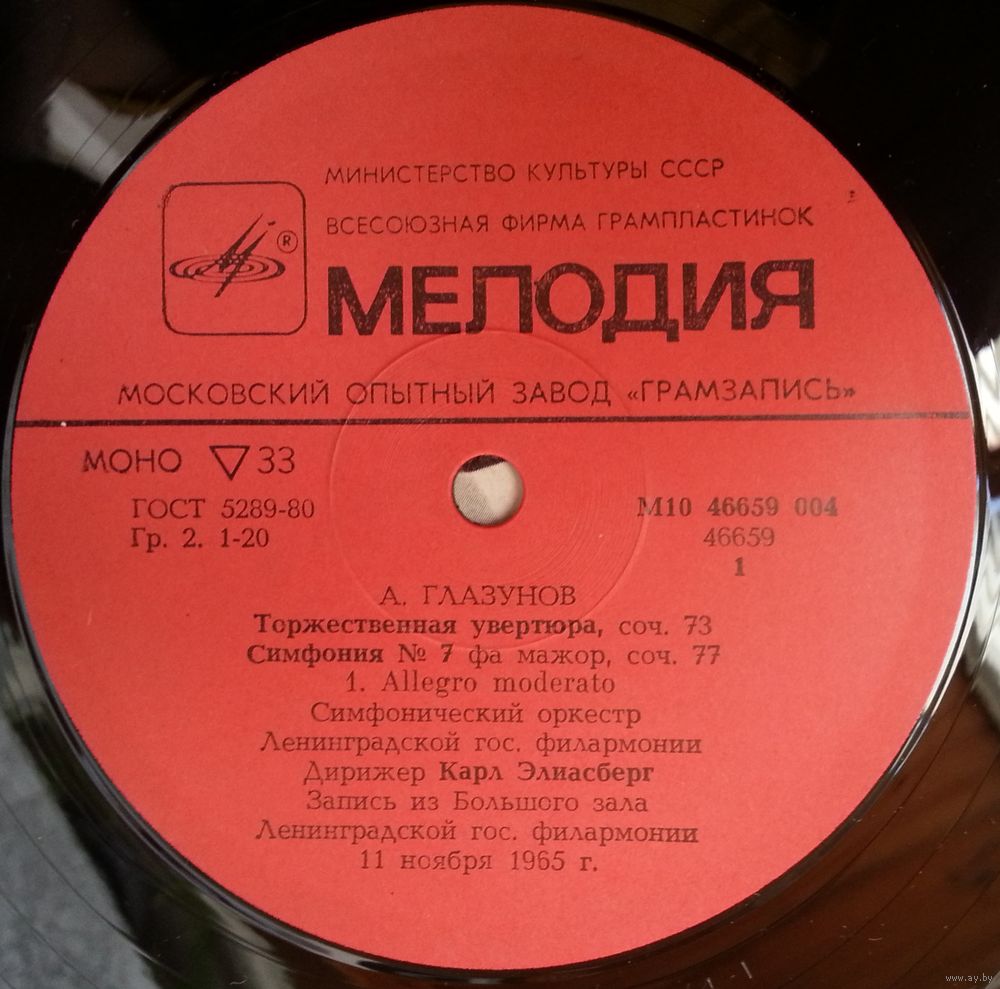 МИНИСТЕРСТВО КУЛЬТУРЫ СССР
ВСЕСОЮЗНАЯ ФИРМА ГРАМПЛАСТИНОК
®
МЕЛОДИЯ
МОСКОВСКИЙ ОПЫТНЫЙ ЗАВОД «ГРАМЗАПИСЬ»
МОНО ▽ 33
ГОСТ 5289-80
Гр. 2. 1-20
М10 46659 004
46659
1
А. ГЛАЗУНОВ
Торжественная увертюра, соч. 73
Симфония № 7 фа мажор, соч. 77
1. Allegro moderato
Симфонический оркестр
Ленинградской гос. филармонии
Дирижер Карл Элиасберг
Запись из Большого зала
Ленинградской гос. филармонии
11 ноября 1965 г.
www.ay.by